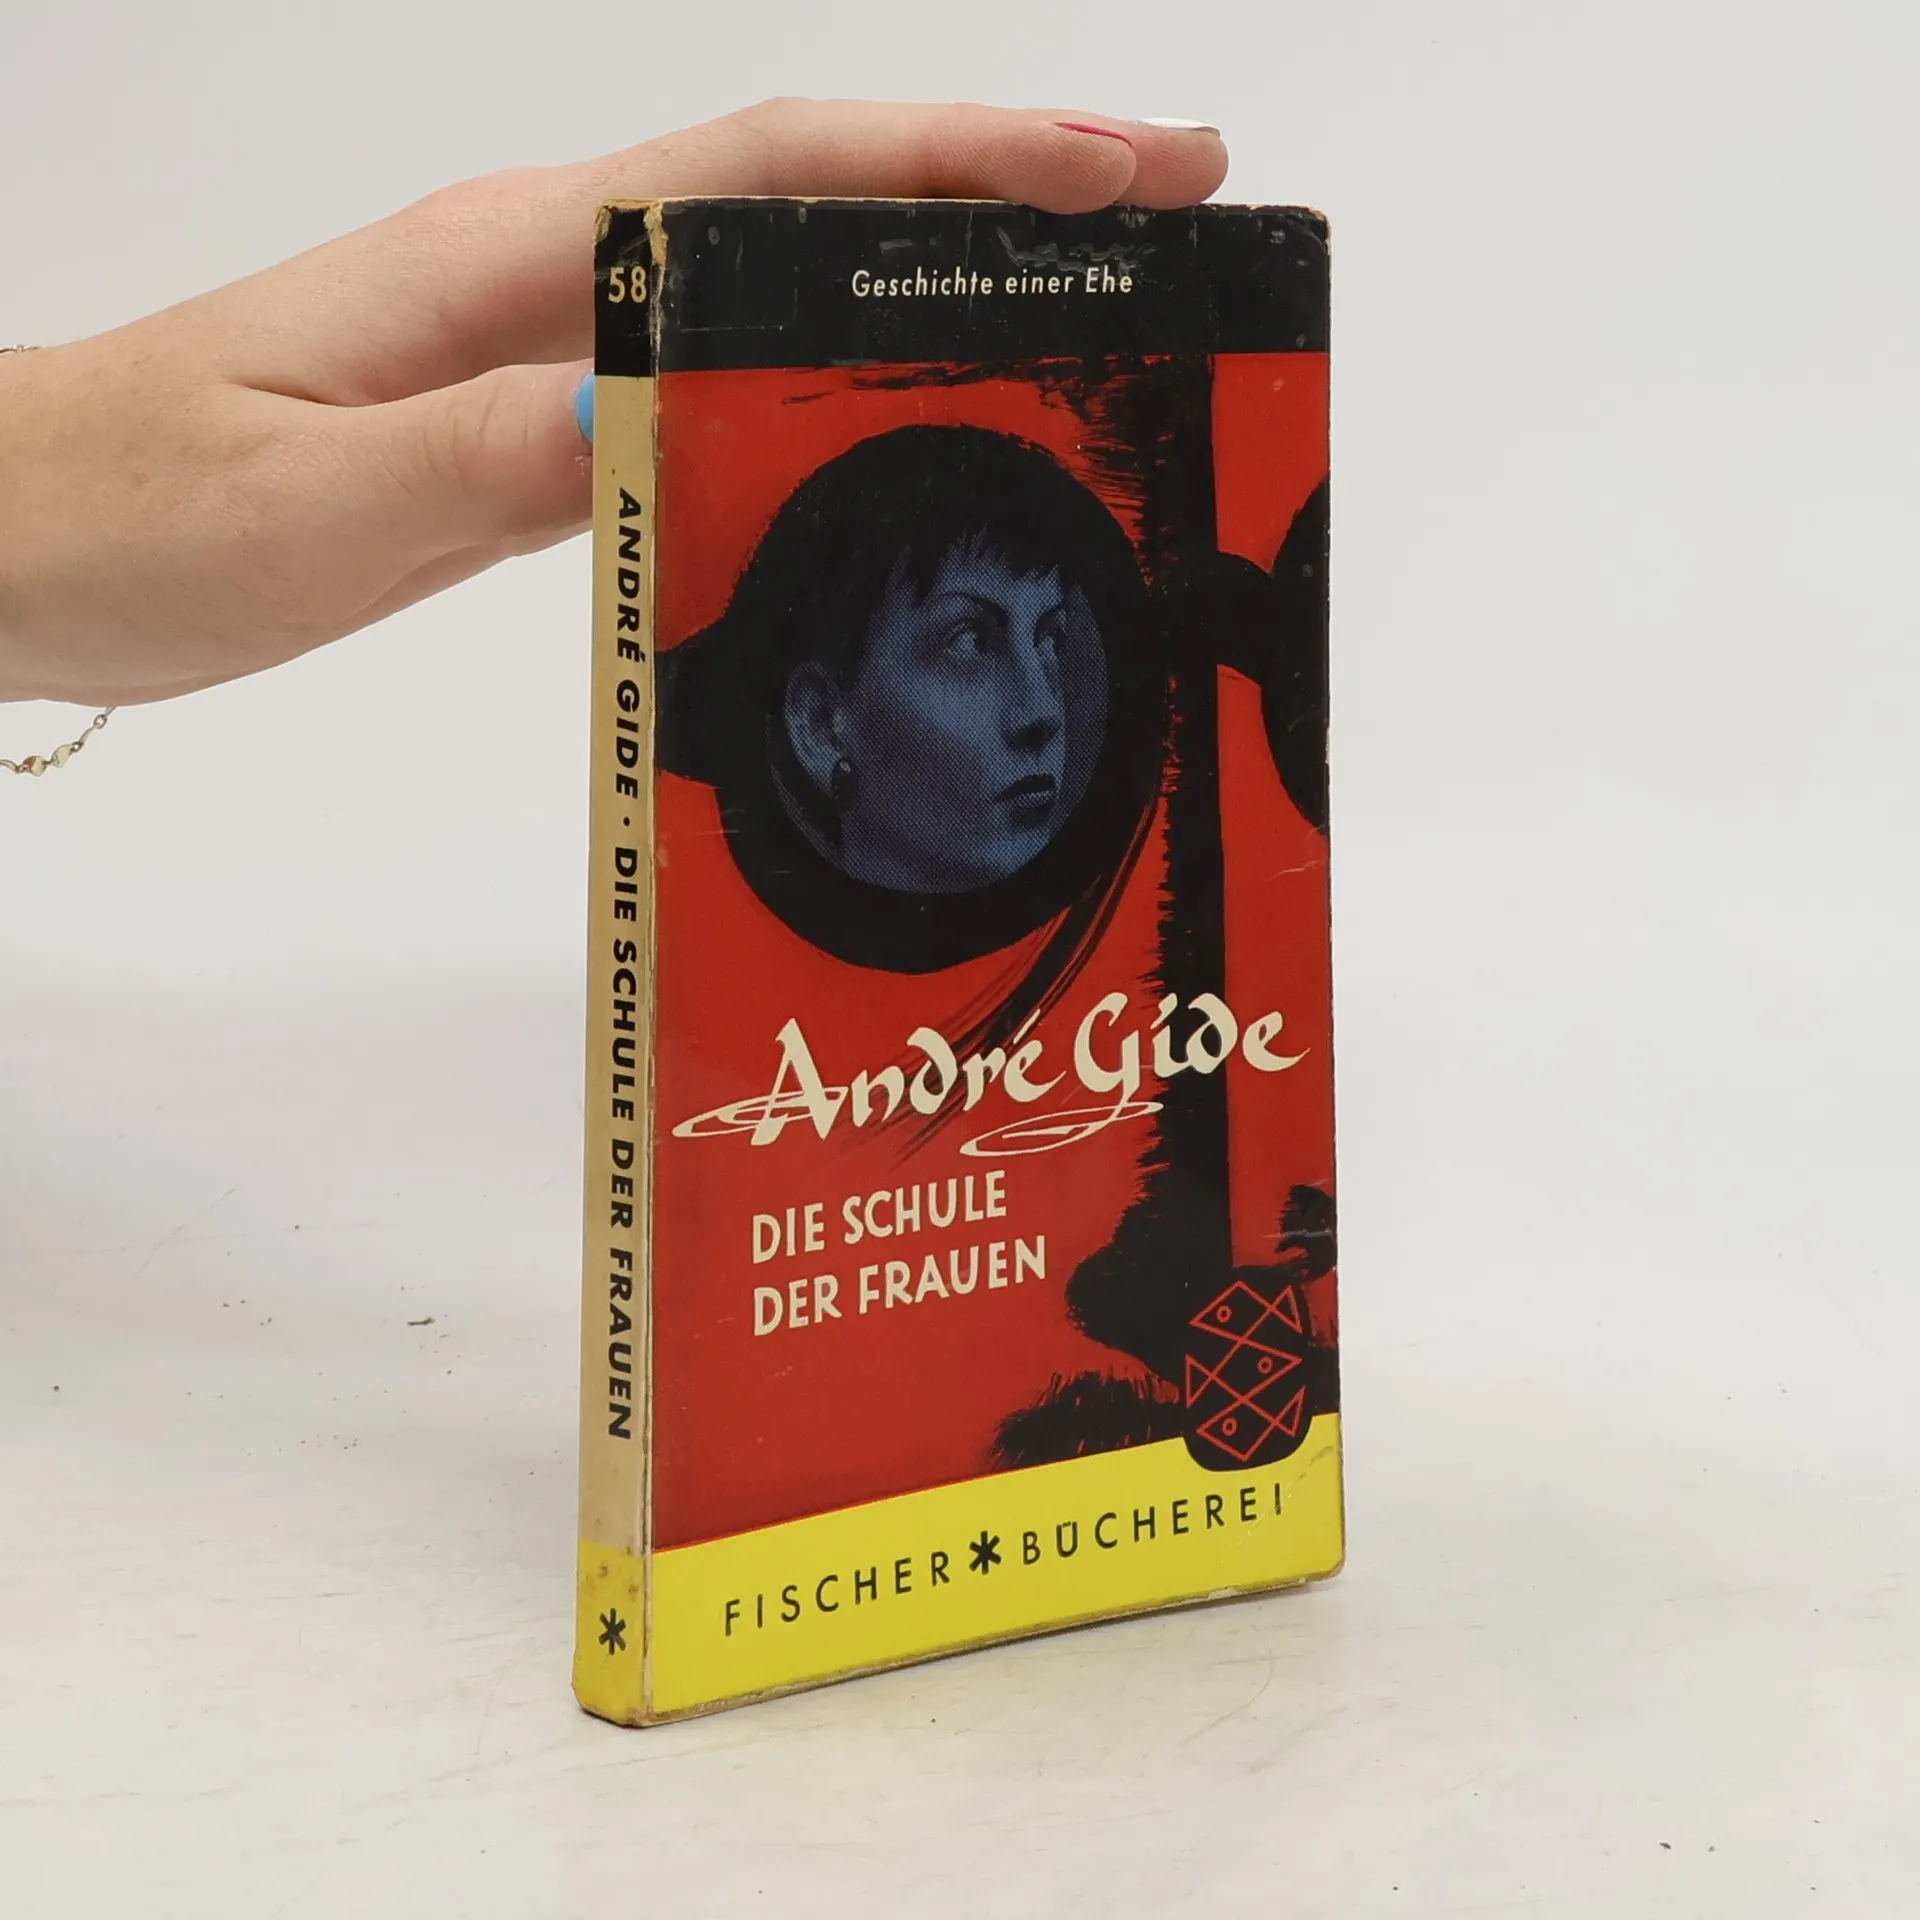 58
ANDRÉ GIDE · DIE SCHULE DER FRAUEN
*
Geschichte einer Ehe
André Gide
DIE SCHULE
DER FRAUEN
FISCHER * BÜCHEREI